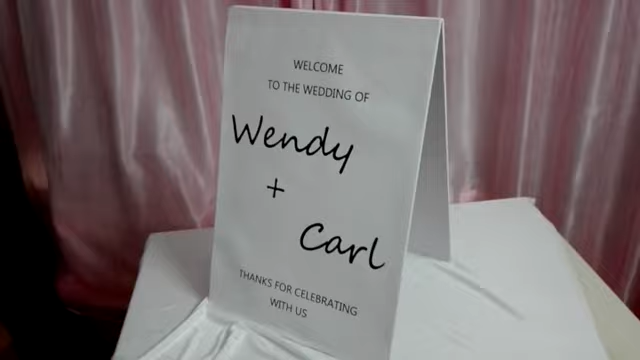 WELCOME
TO THE WEDDING OF
Wendy
+
Carl
THANKS FOR CELEBRATING
WITH US